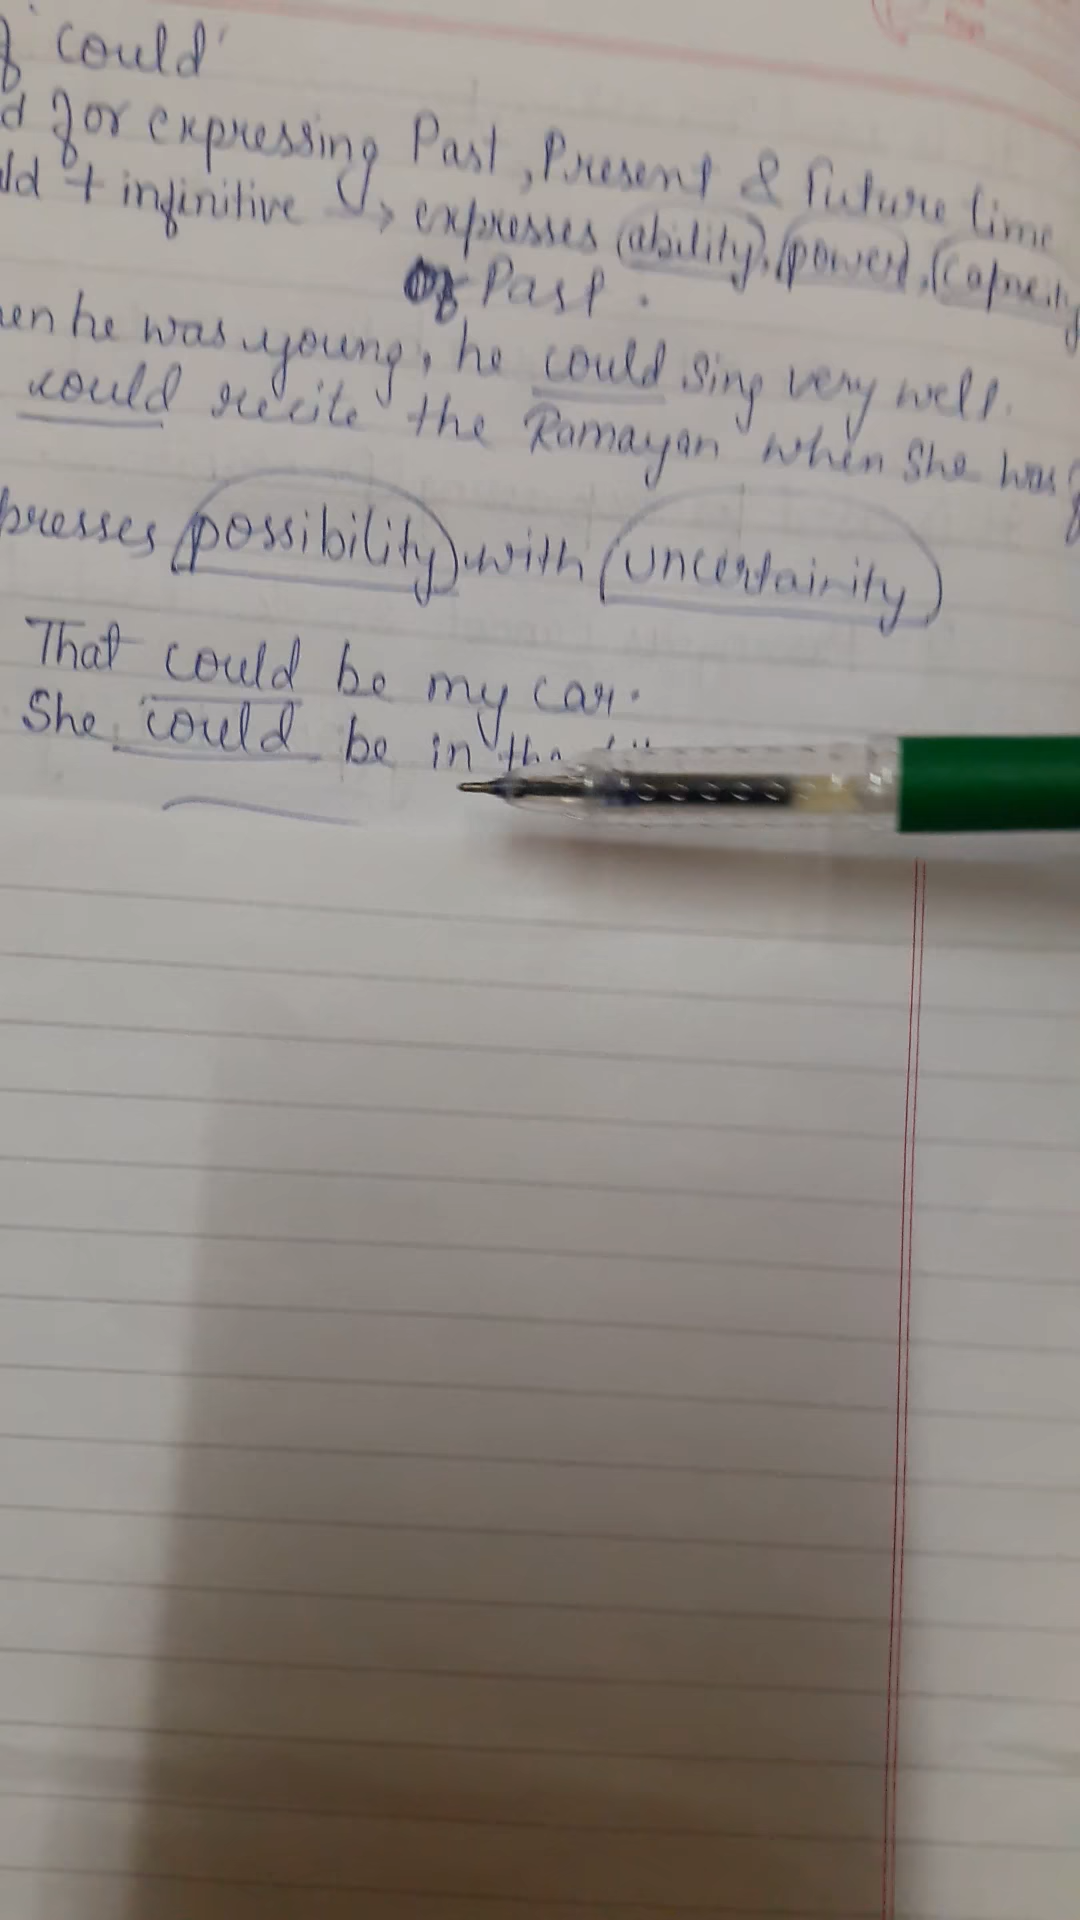 could'
for expressing Past, Present & Future time
+ infinitive → expresses (ability), (power), (capacity
of Past.
he was young, he could sing very well.
could recite the Ramayan when she was
possibility with uncertainity
That could be my car.
She could be in the